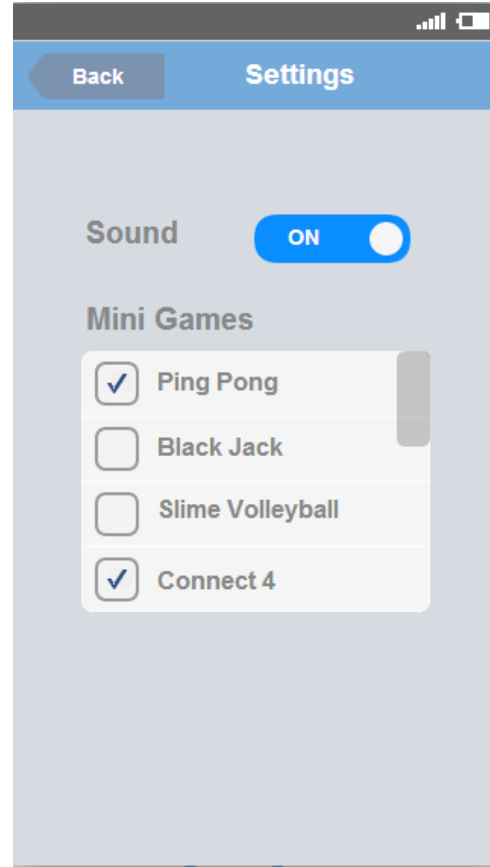 Back Settings
Sound ON
Mini Games
Ping Pong
Black Jack
Slime Volleyball
Connect 4